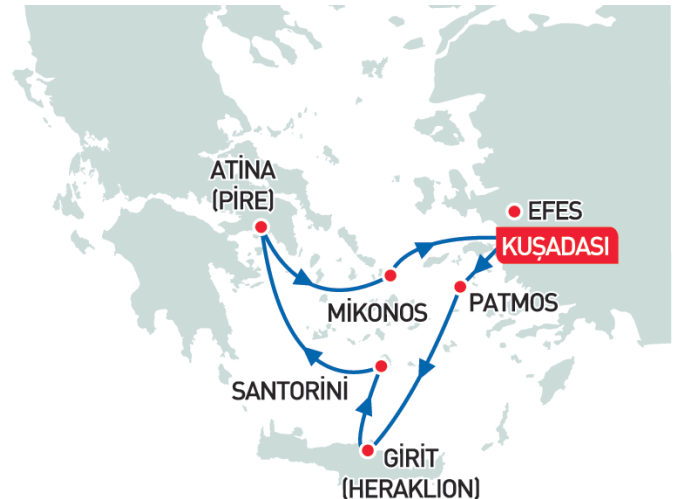 ATİNA
(PİRE)
EFES
KUŞADASI
MİKONOS
PATMOS
SANTORİNİ
GİRİT
(HERAKLION)